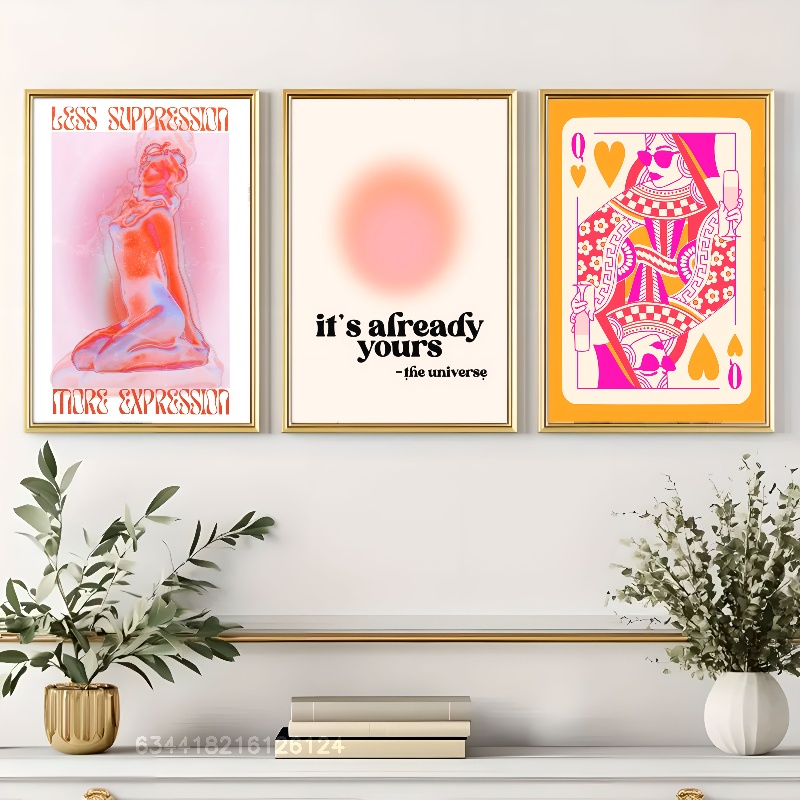 LESS SUPPRESSION
MORE EXPRESSION
it's already
yours
-the universe
Q
Q
634418216126124